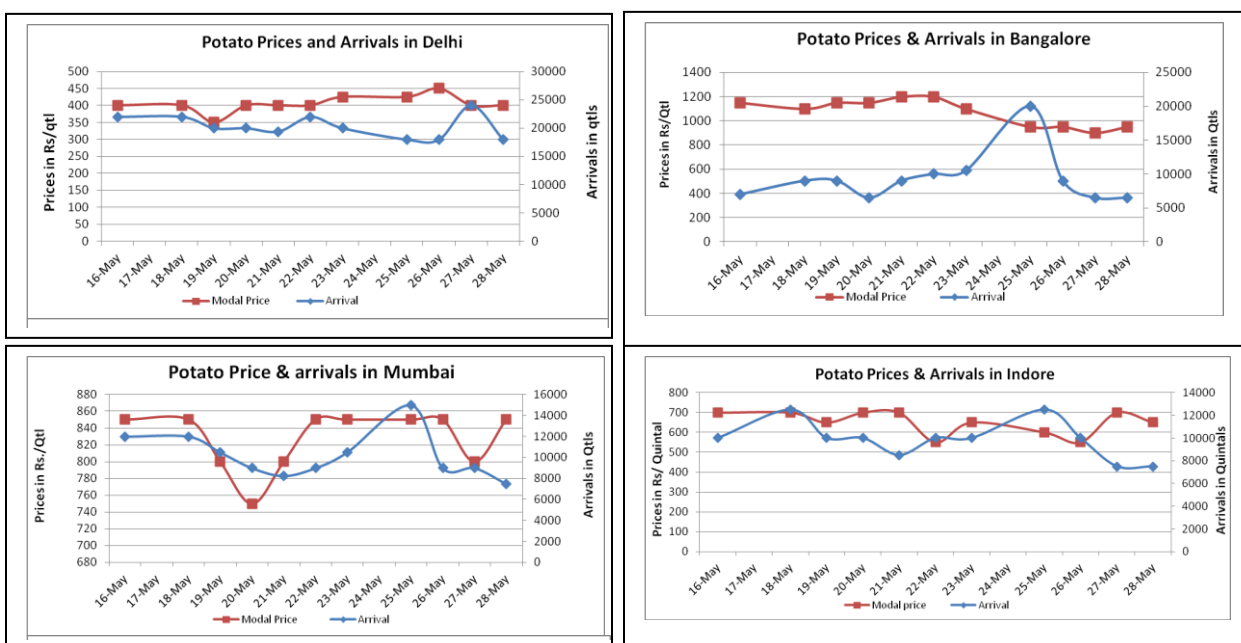 Potato Prices and Arrivals in Delhi
Prices in Rs/qtl
500
450
400
350
300
250
200
150
100
50
0
30000
25000
20000
15000
10000
5000
0
Arrivals in qtls
16-May
17-May
18-May
19-May
20-May
21-May
22-May
23-May
24-May
25-May
26-May
27-May
28-May
Modal Price Arrival
Potato Prices & Arrivals in Bangalore
Prices in Rs/Qtl
1400
1200
1000
800
600
400
200
0
25000
20000
15000
10000
5000
0
Arrivals in Qtls
16-May
17-May
18-May
19-May
20-May
21-May
22-May
23-May
24-May
25-May
26-May
27-May
28-May
Modal Price Arrival
Potato Price & arrivals in Mumbai
Prices in Rs./Qtl
880
860
840
820
800
780
760
740
720
700
680
16000
14000
12000
10000
8000
6000
4000
2000
0
Arrivals in Qtls
16-May
17-May
18-May
19-May
20-May
21-May
22-May
23-May
24-May
25-May
26-May
27-May
28-May
Modal Price Arrival
Potato Prices & Arrivals in Indore
Prices in Rs/ Quintal
800
700
600
500
400
300
200
100
0
14000
12000
10000
8000
6000
4000
2000
0
Arrivals in Quintals
16-May
17-May
18-May
19-May
20-May
21-May
22-May
23-May
24-May
25-May
26-May
27-May
28-May
Modal price Arrival